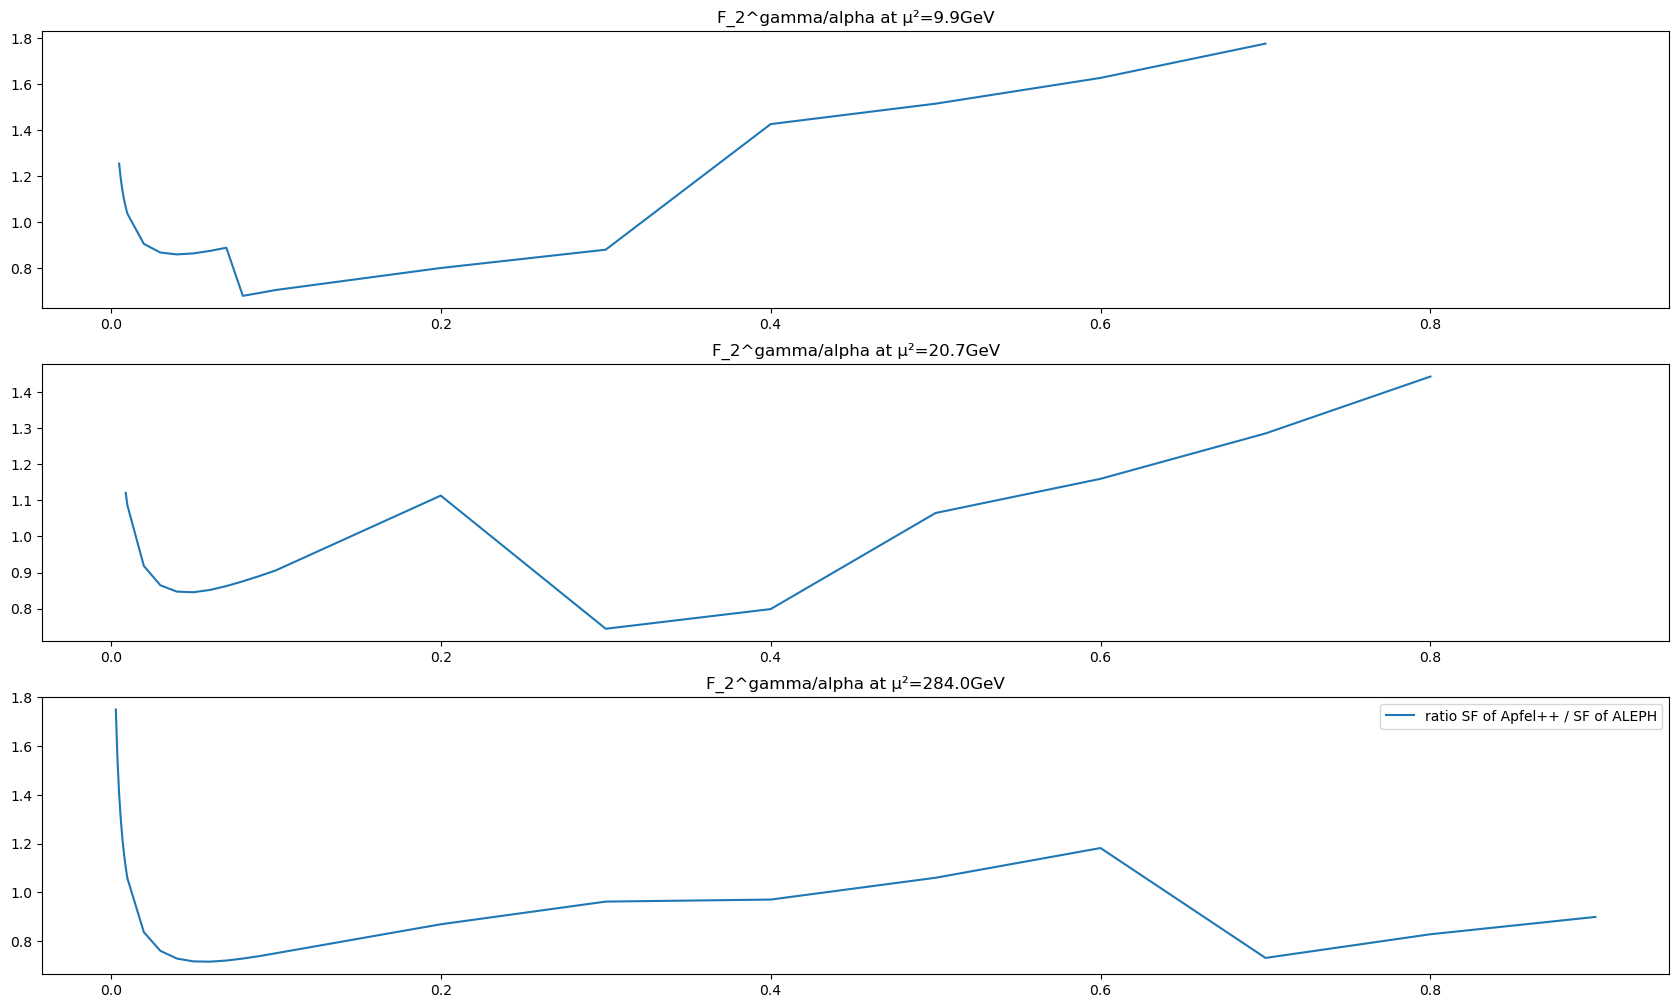 F_2^gamma/alpha at μ²=9.9GeV
1.8
1.6
1.4
1.2
1.0
0.8
0.0 0.2 0.4 0.6 0.8
F_2^gamma/alpha at μ²=20.7GeV
1.4
1.3
1.2
1.1
1.0
0.9
0.8
0.0 0.2 0.4 0.6 0.8
F_2^gamma/alpha at μ²=284.0GeV
1.8
ratio SF of Apfel++ / SF of ALEPH
1.6
1.4
1.2
1.0
0.8
0.0 0.2 0.4 0.6 0.8